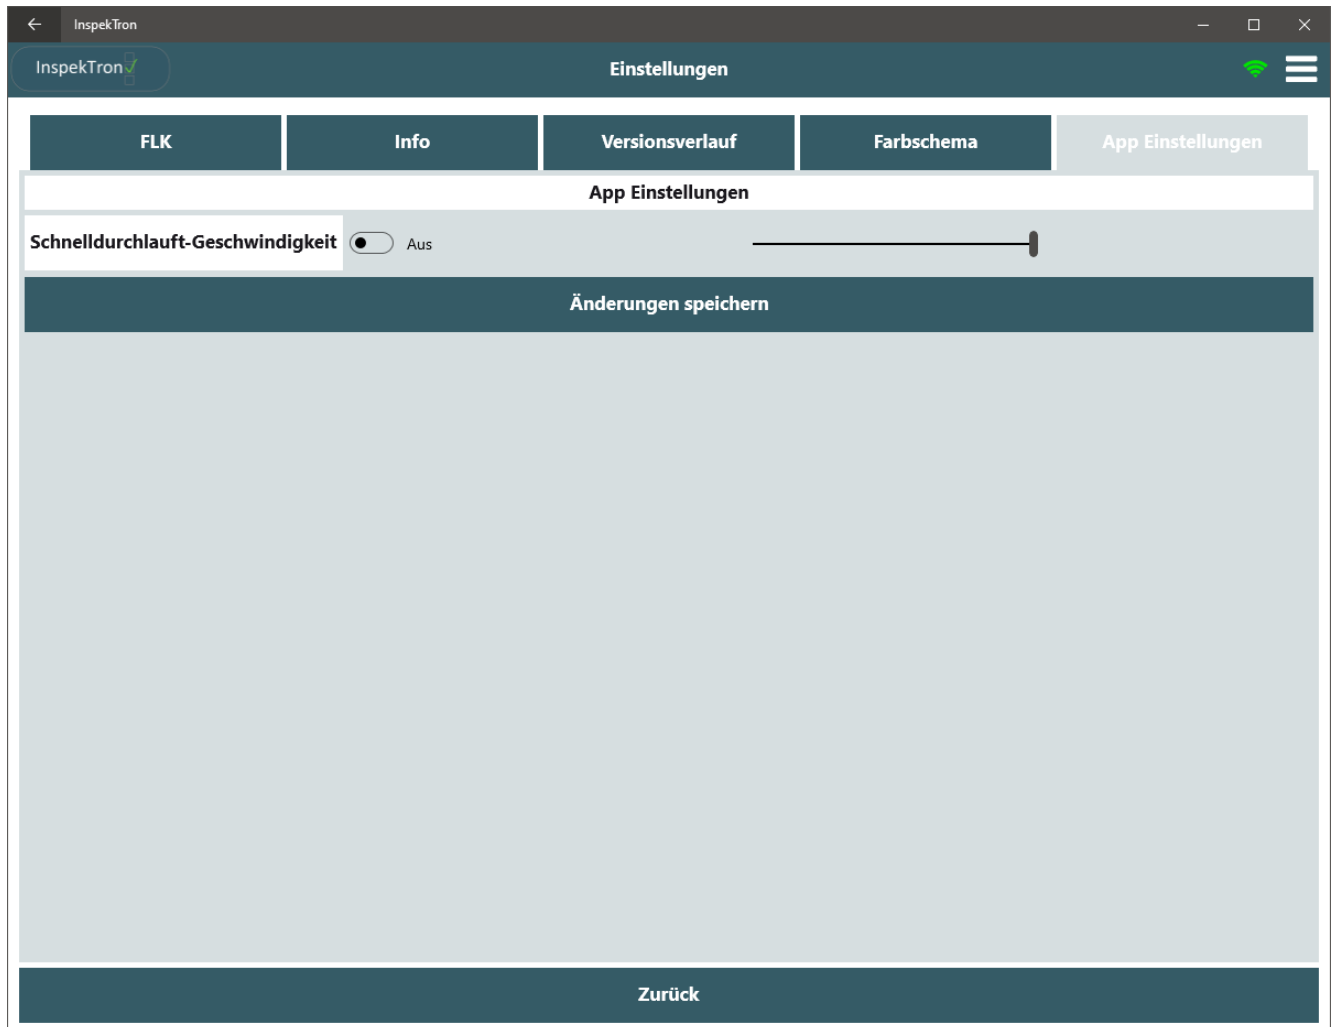 InspekTron
InspekTron
Einstellungen
FLK
Info
Versionsverlauf
Farbschema
App Einstellungen
App Einstellungen
Schnelldurchlauft-Geschwindigkeit
Aus
Änderungen speichern
Zurück